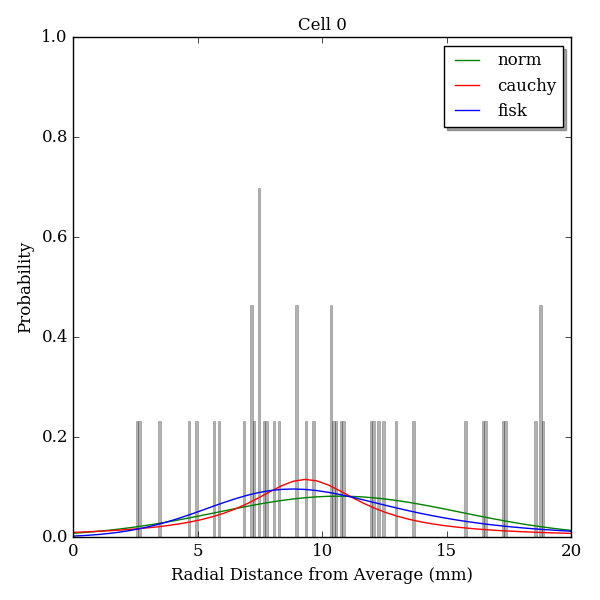 Cell 0
1.0
0.8
0.6
0.4
0.2
0.0
Probability
norm
cauchy
fisk
0 5 10 15 20
Radial Distance from Average (mm)